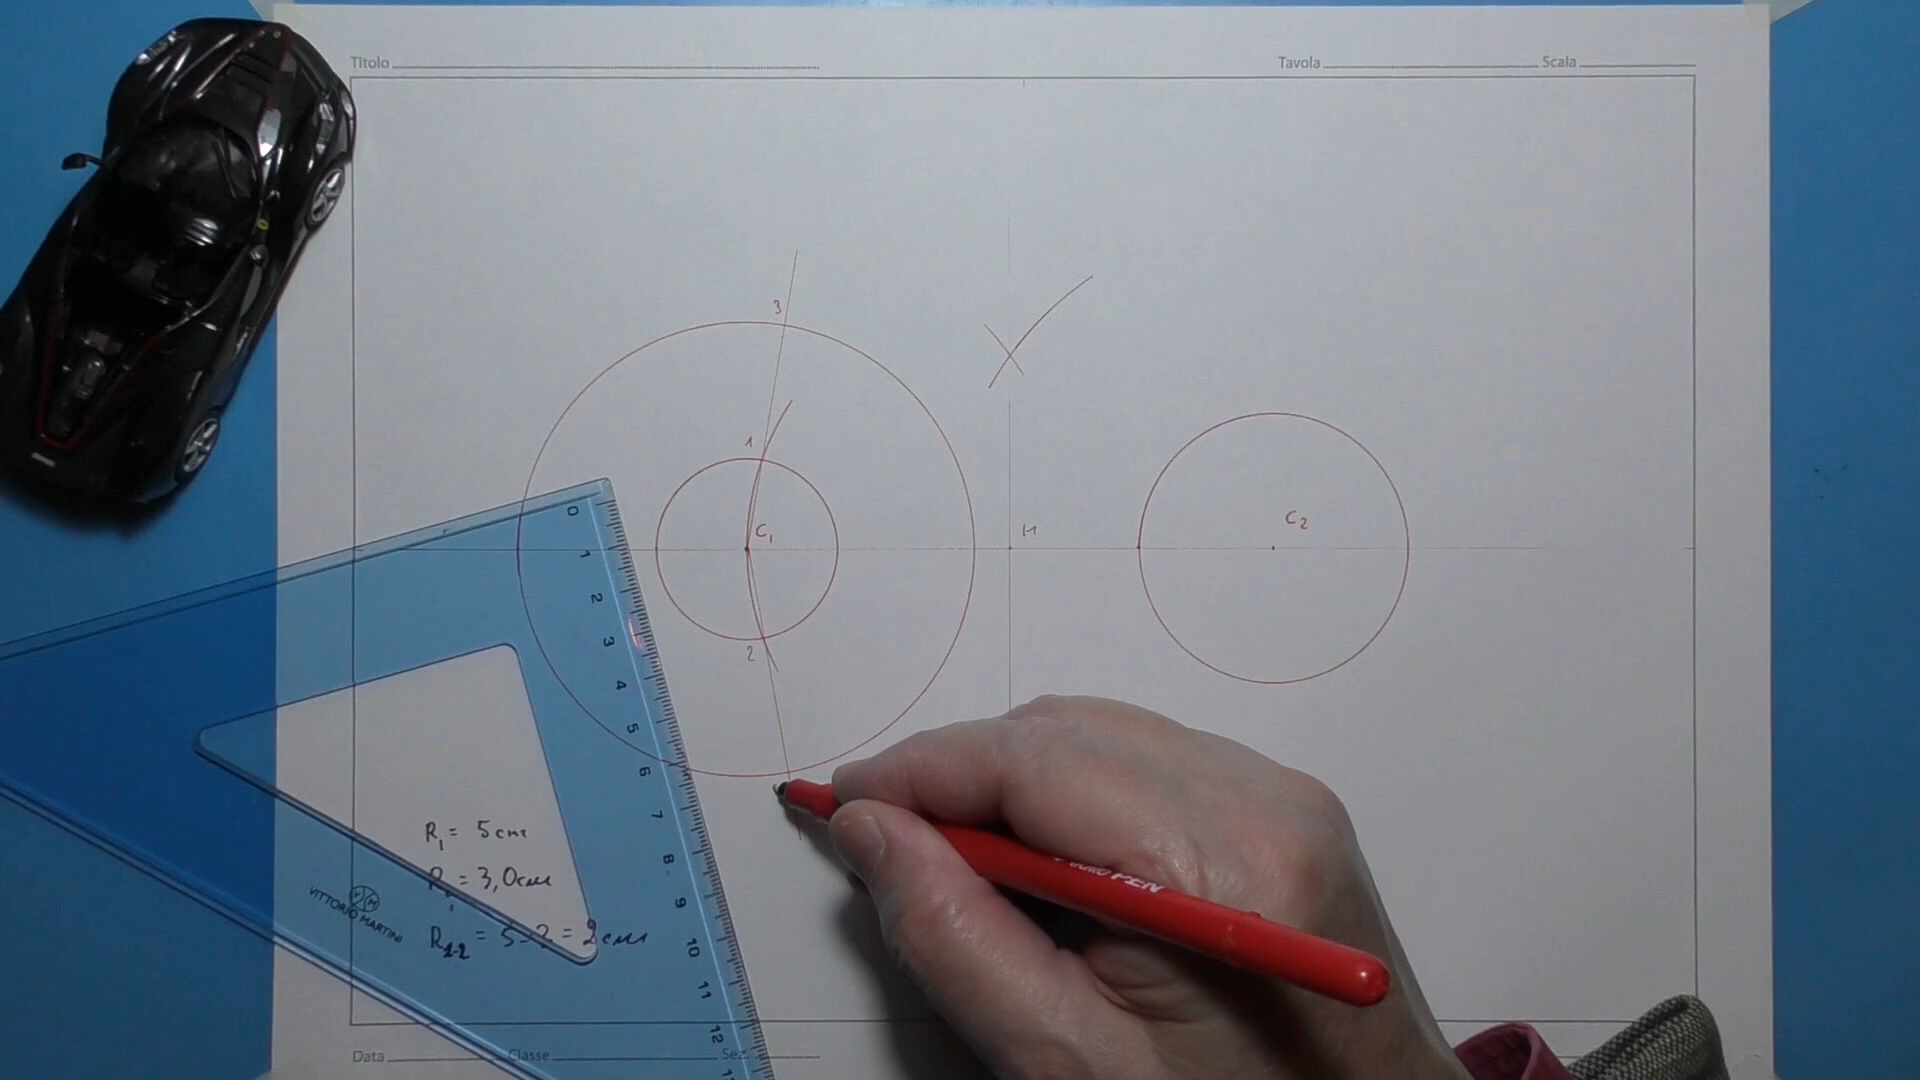 Titolo
Tavola Scala
3
1
C1
H
C2
2
0
1
2
3
4
5
6
7
8
9
10
11
12
R1 = 5cm
= 3,0cm
R1-2 = 5-3 = 2cm
VITTORIO MARTINI
PEN
Data Classe Sez.